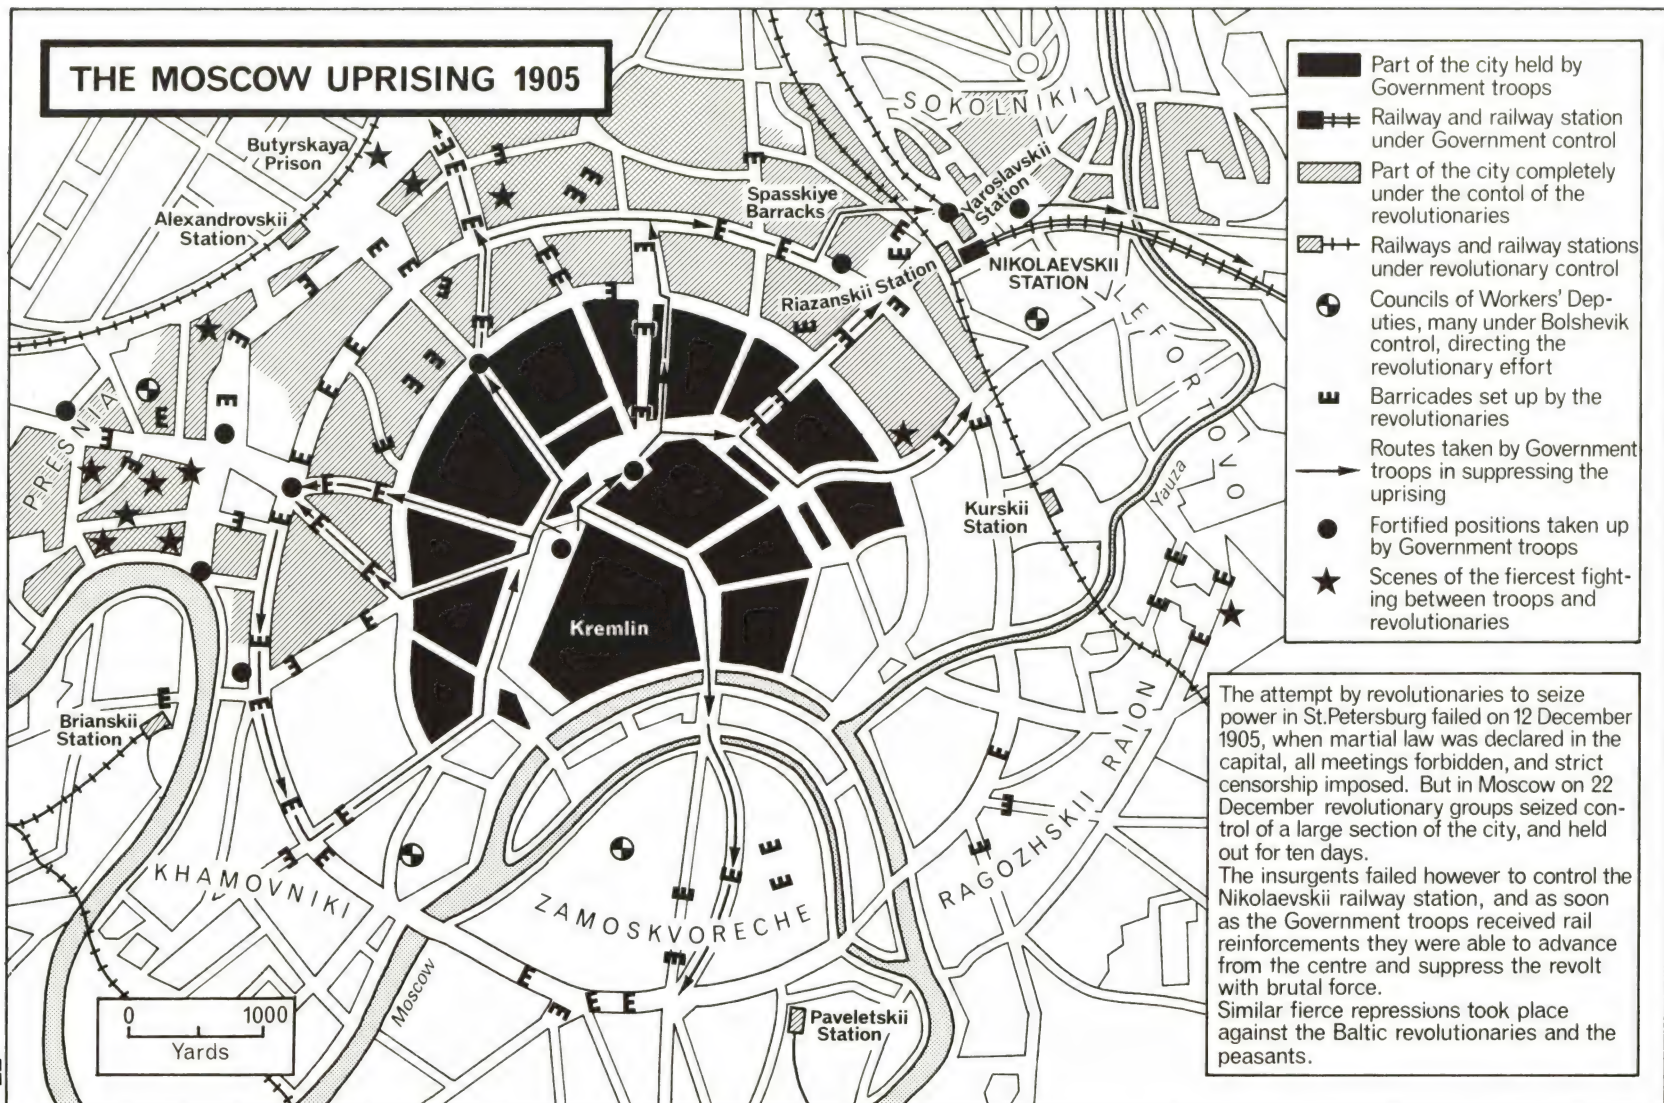 THE MOSCOW UPRISING 1905
Butyrskaya
Prison
Alexandrovskii
Station
Spasskiye
Barracks
SOKOLNIKI
Yaroslavskii
Station
NIKOLAEVSKII
STATION
Riazanskii Station
LEFORTOVO
PRESNIA
Kurskii
Station
Yauza
Kremlin
Brianskii
Station
KHAMOVNIKI
ZAMOSKVORECHE
RAGOZHSKII RAION
Moscow
Paveletskii
Station
0 1000
Yards
Part of the city held by
Government troops
Railway and railway station
under Government control
Part of the city completely
under the contol of the
revolutionaries
Railways and railway stations
under revolutionary control
Councils of Workers' Dep-
uties, many under Bolshevik
control, directing the
revolutionary effort
Barricades set up by the
revolutionaries
Routes taken by Government
troops in suppressing the
uprising
Fortified positions taken up
by Government troops
Scenes of the fiercest fight-
ing between troops and
revolutionaries
The attempt by revolutionaries to seize
power in St.Petersburg failed on 12 December
1905, when martial law was declared in the
capital, all meetings forbidden, and strict
censorship imposed. But in Moscow on 22
December revolutionary groups seized con-
trol of a large section of the city, and held
out for ten days.
The insurgents failed however to control the
Nikolaevskii railway station, and as soon
as the Government troops received rail
reinforcements they were able to advance
from the centre and suppress the revolt
with brutal force.
Similar fierce repressions took place
against the Baltic revolutionaries and the
peasants.